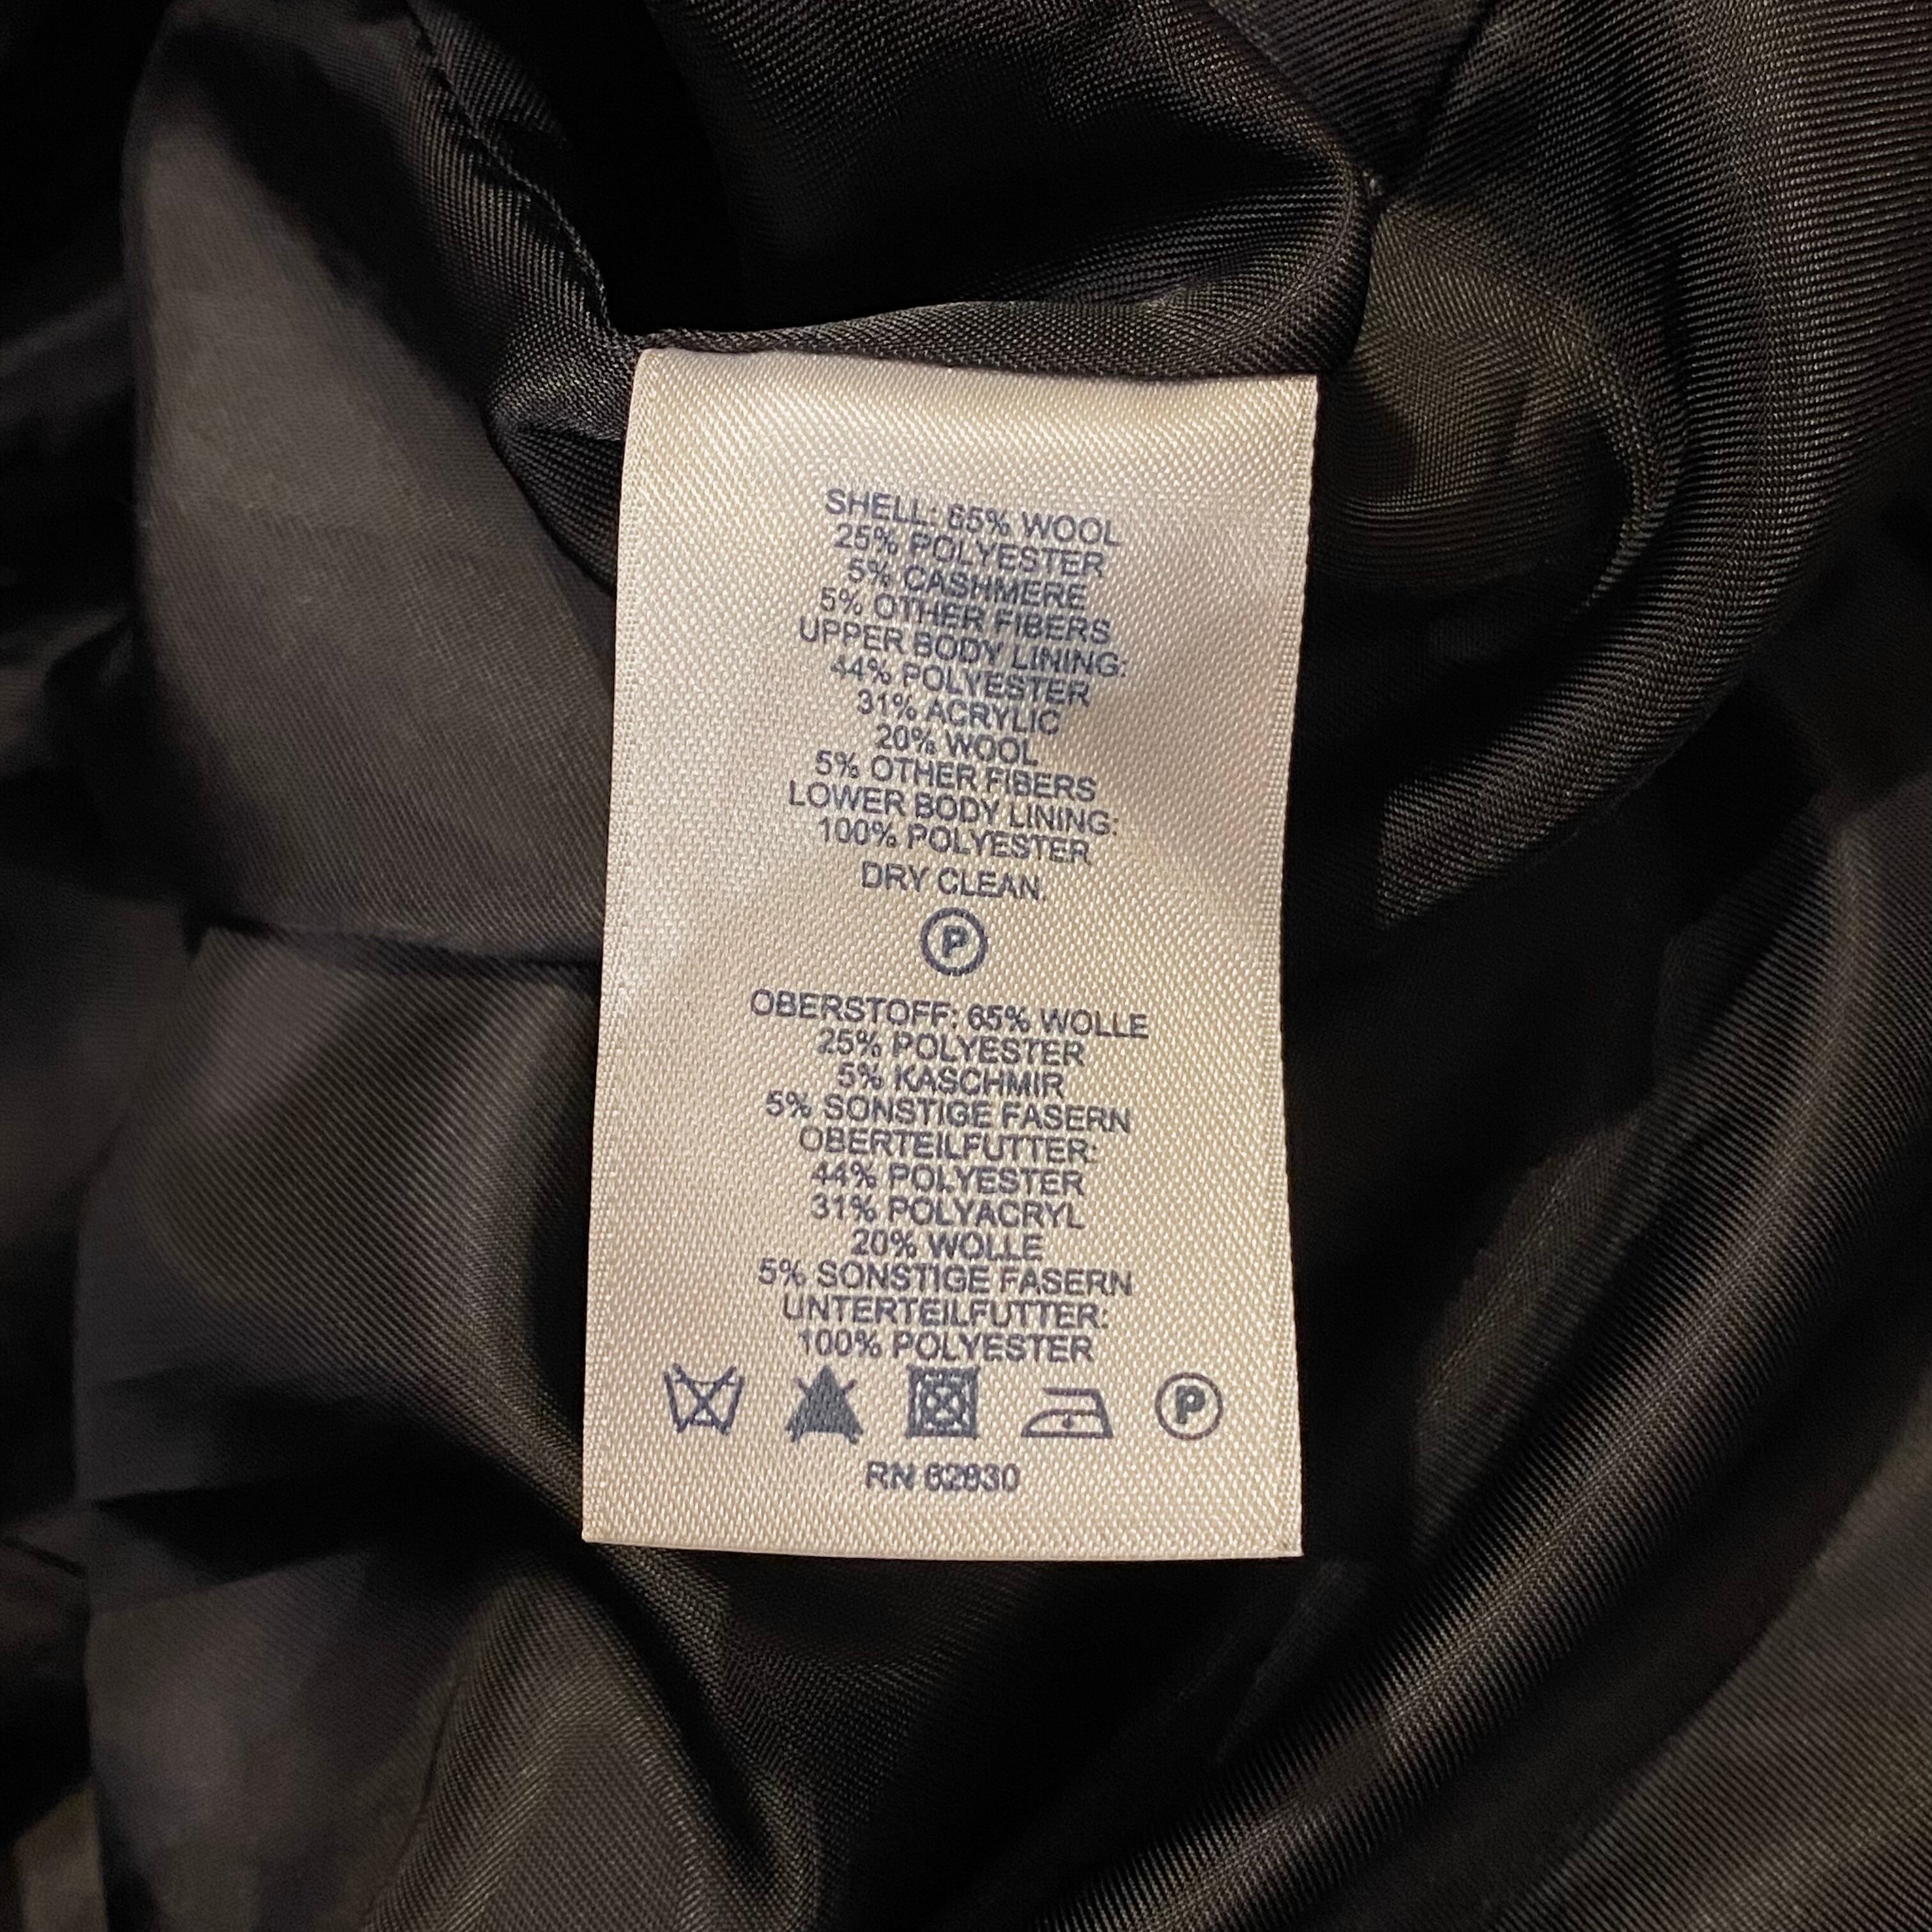 SHELL: 65% WOOL
25% POLYESTER
5% CASHMERE
5% OTHER FIBERS
UPPER BODY LINING:
44% POLYESTER
31% ACRYLIC
20% WOOL
5% OTHER FIBERS
LOWER BODY LINING:
100% POLYESTER
DRY CLEAN
P
OBERSTOFF: 65% WOLLE
25% POLYESTER
5% KASCHMIR
5% SONSTIGE FASERN
OBERTEILFUTTER:
44% POLYESTER
31% POLYACRYL
20% WOLLE
5% SONSTIGE FASERN
UNTERTEILFUTTER:
100% POLYESTER
P
RN